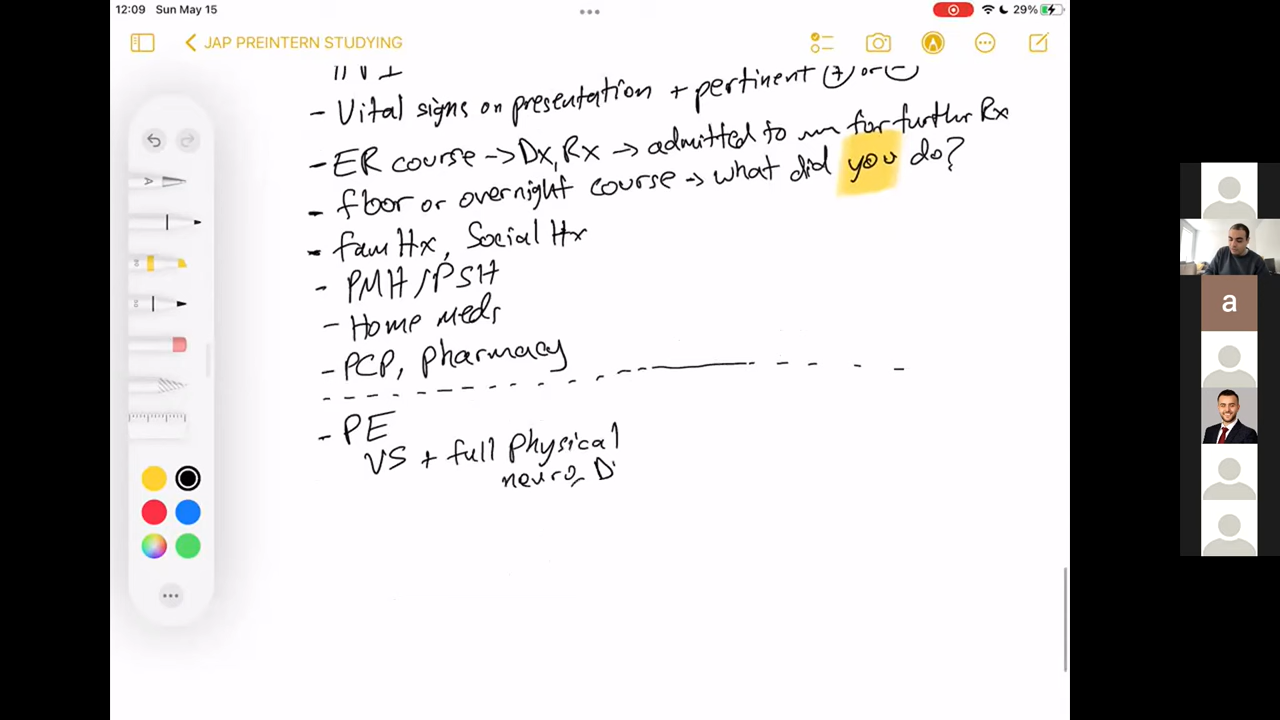 12:09 Sun May 15
29%
JAP PREINTERN STUDYING
- Vital signs on presentation + pertinent (+) or (-)
- ER course -> Dx, Rx -> admitted to for further Rx
- floor or overnight course -> what did you do?
- fam Hx, Social Hx
- PMH/PSH
- Home meds
- PCP, pharmacy
- PE
VS + full physical
neuro, D
a